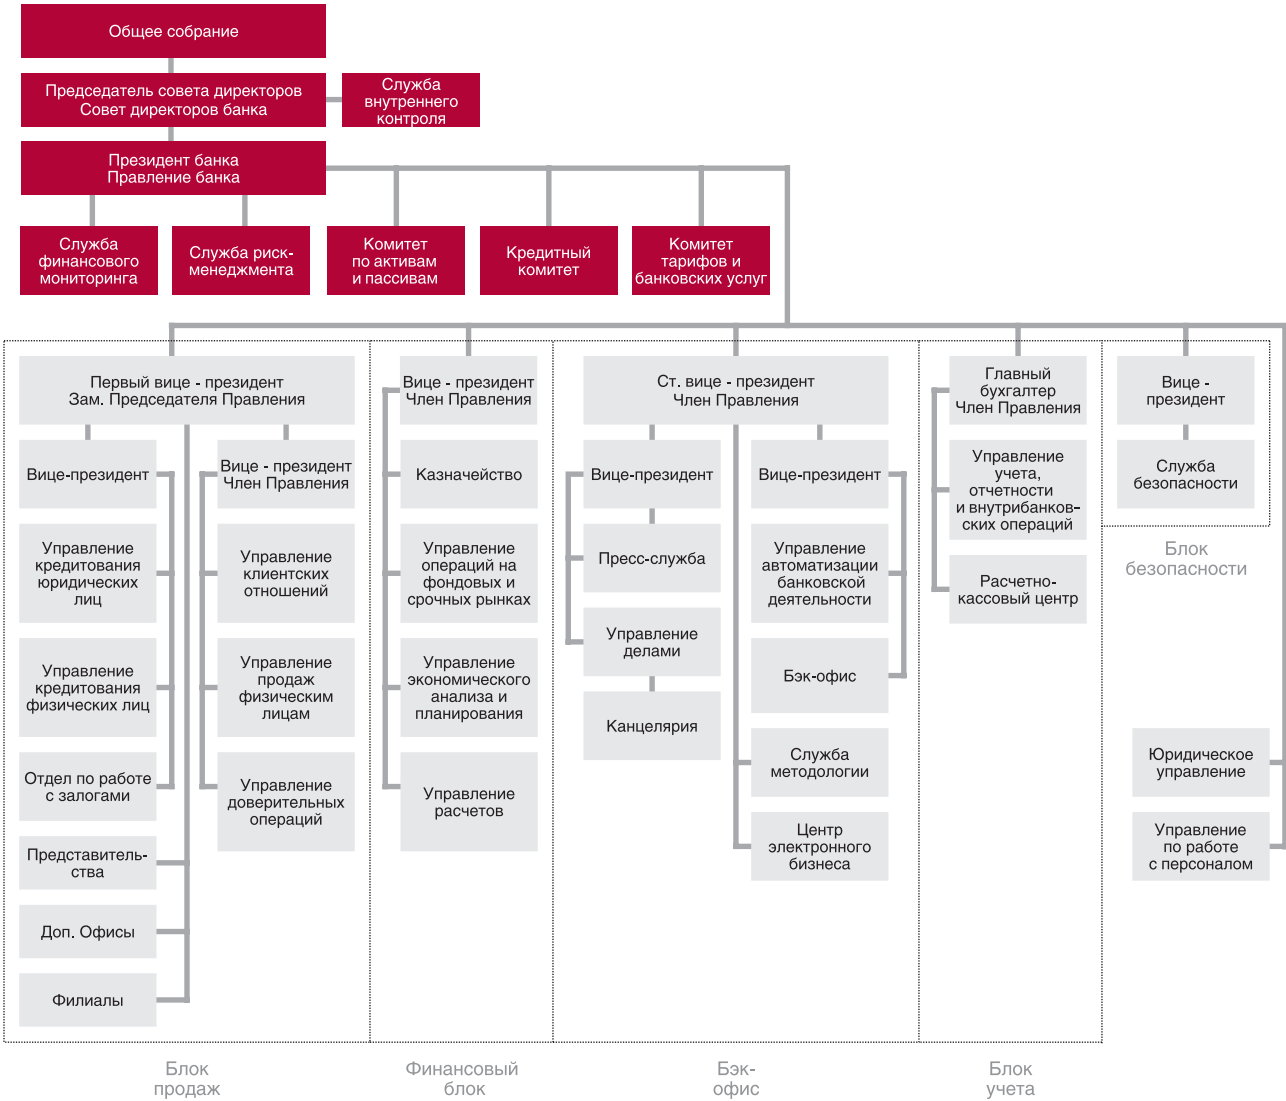 Общее собрание
Председатель совета директоров
Совет директоров банка
Служба
внутреннего
контроля
Президент банка
Правление банка
Служба
финансового
мониторинга
Служба риск-
менеджмента
Комитет
по активам
и пассивам
Кредитный
комитет
Комитет
тарифов и
банковских услуг
Первый вице - президент
Зам. Председателя Правления
Вице-президент
Управление
кредитования
юридических
лиц
Управление
кредитования
физических лиц
Отдел по работе
с залогами
Представитель-
ства
Доп. Офисы
Филиалы
Вице - президент
Член Правления
Управление
клиентских
отношений
Управление
продаж
физическим
лицам
Управление
доверительных
операций
Блок
продаж
Вице - президент
Член Правления
Казначейство
Управление
операций на
фондовых и
срочных рынках
Управление
экономического
анализа и
планирования
Управление
расчетов
Финансовый
блок
Ст. вице - президент
Член Правления
Вице-президент
Пресс-служба
Управление
делами
Канцелярия
Вице-президент
Управление
автоматизации
банковской
деятельности
Бэк-офис
Служба
методологии
Центр
электронного
бизнеса
Бэк-
офис
Главный
бухгалтер
Член Правления
Управление
учета,
отчетности
и внутрибанков-
ских операций
Расчетно-
кассовый центр
Блок
учета
Вице -
президент
Служба
безопасности
Блок
безопасности
Юридическое
управление
Управление
по работе
с персоналом